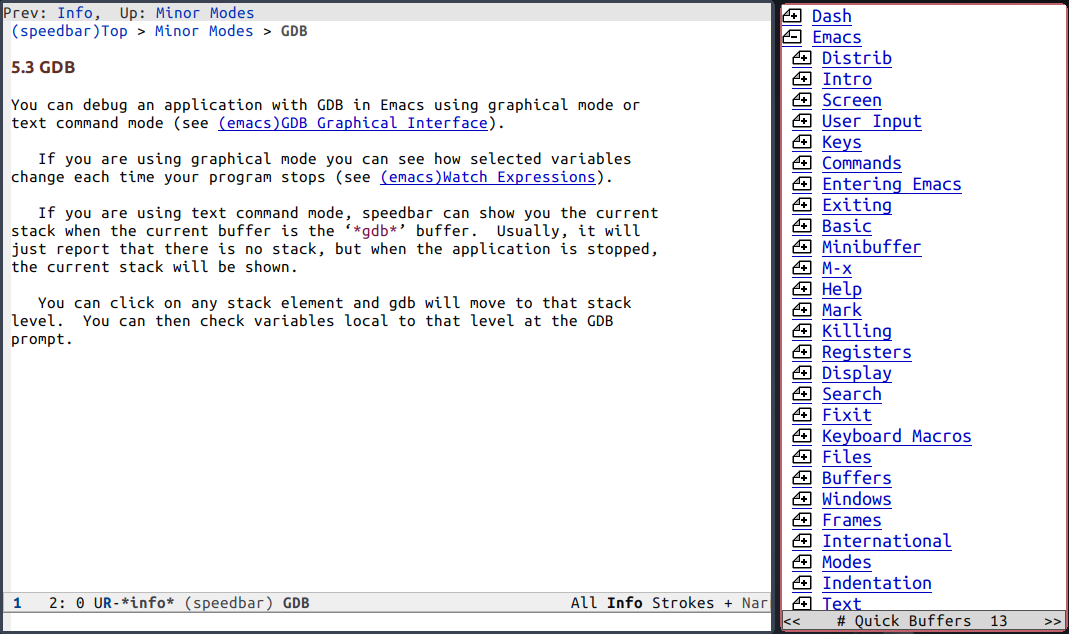 Prev: Info,  Up: Minor Modes
(speedbar)Top > Minor Modes > GDB
5.3 GDB
You can debug an application with GDB in Emacs using graphical mode or
text command mode (see (emacs)GDB Graphical Interface).
If you are using graphical mode you can see how selected variables
change each time your program stops (see (emacs)Watch Expressions).
If you are using text command mode, speedbar can show you the current
stack when the current buffer is the ‘*gdb*’ buffer.  Usually, it will
just report that there is no stack, but when the application is stopped,
the current stack will be shown.
You can click on any stack element and gdb will move to that stack
level.  You can then check variables local to that level at the GDB
prompt.
1   2: 0 UR-*info* (speedbar) GDB   All Info Strokes + Nar
Dash
Emacs
Distrib
Intro
Screen
User Input
Keys
Commands
Entering Emacs
Exiting
Basic
Minibuffer
M-x
Help
Mark
Killing
Registers
Display
Search
Fixit
Keyboard Macros
Files
Buffers
Windows
Frames
International
Modes
Indentation
Text
<<   # Quick Buffers  13   >>